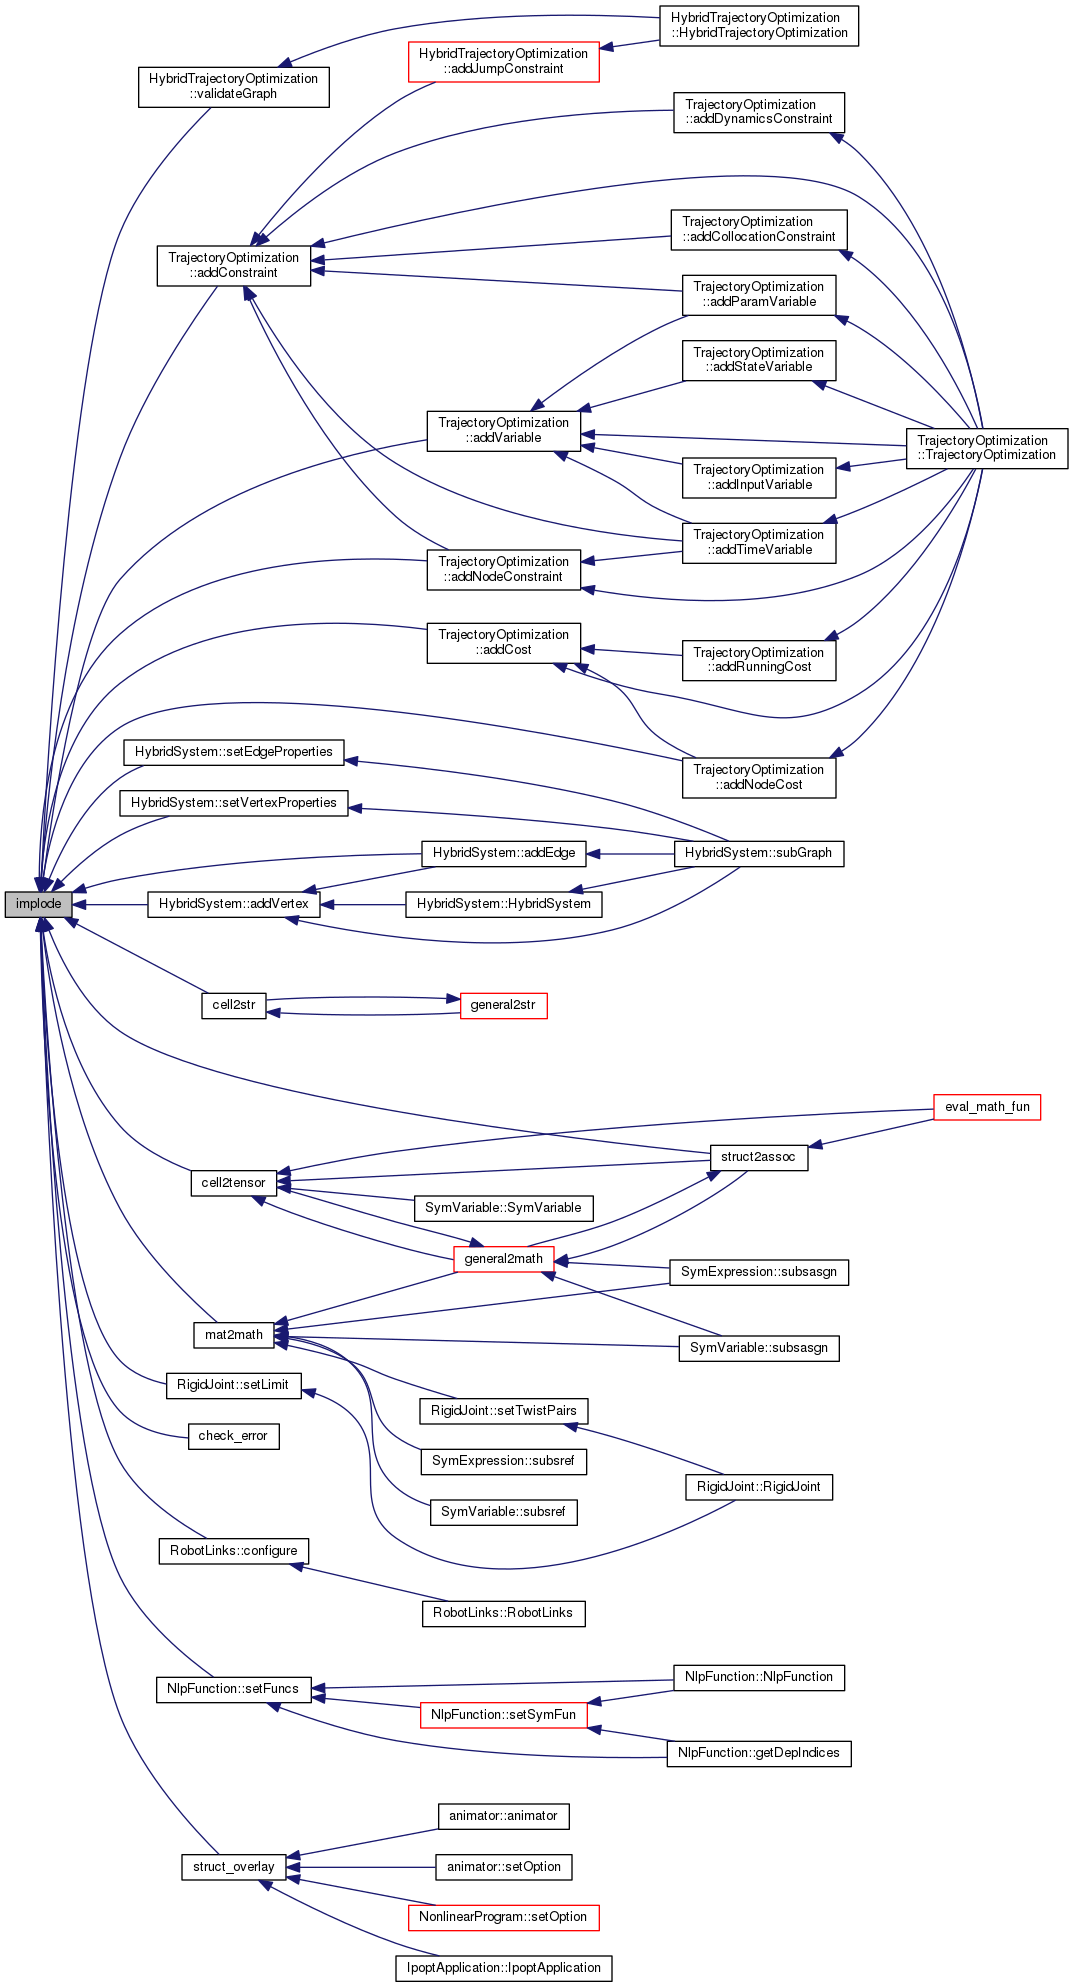 HybridTrajectoryOptimization
::HybridTrajectoryOptimization
HybridTrajectoryOptimization
::addJumpConstraint
HybridTrajectoryOptimization
::validateGraph
TrajectoryOptimization
::addDynamicsConstraint
TrajectoryOptimization
::addCollocationConstraint
TrajectoryOptimization
::addConstraint
TrajectoryOptimization
::addParamVariable
TrajectoryOptimization
::addStateVariable
TrajectoryOptimization
::addVariable
TrajectoryOptimization
::TrajectoryOptimization
TrajectoryOptimization
::addInputVariable
TrajectoryOptimization
::addTimeVariable
TrajectoryOptimization
::addNodeConstraint
TrajectoryOptimization
::addCost
TrajectoryOptimization
::addRunningCost
HybridSystem::setEdgeProperties
TrajectoryOptimization
::addNodeCost
HybridSystem::setVertexProperties
HybridSystem::addEdge
HybridSystem::subGraph
implode
HybridSystem::addVertex
HybridSystem::HybridSystem
cell2str
general2str
eval_math_fun
struct2assoc
cell2tensor
SymVariable::SymVariable
general2math
SymExpression::subsasgn
mat2math
SymVariable::subsasgn
RigidJoint::setLimit
RigidJoint::setTwistPairs
check_error
SymExpression::subsref
RigidJoint::RigidJoint
SymVariable::subsref
RobotLinks::configure
RobotLinks::RobotLinks
NlpFunction::NlpFunction
NlpFunction::setFuncs
NlpFunction::setSymFun
NlpFunction::getDepIndices
animator::animator
struct_overlay
animator::setOption
NonlinearProgram::setOption
IpoptApplication::IpoptApplication